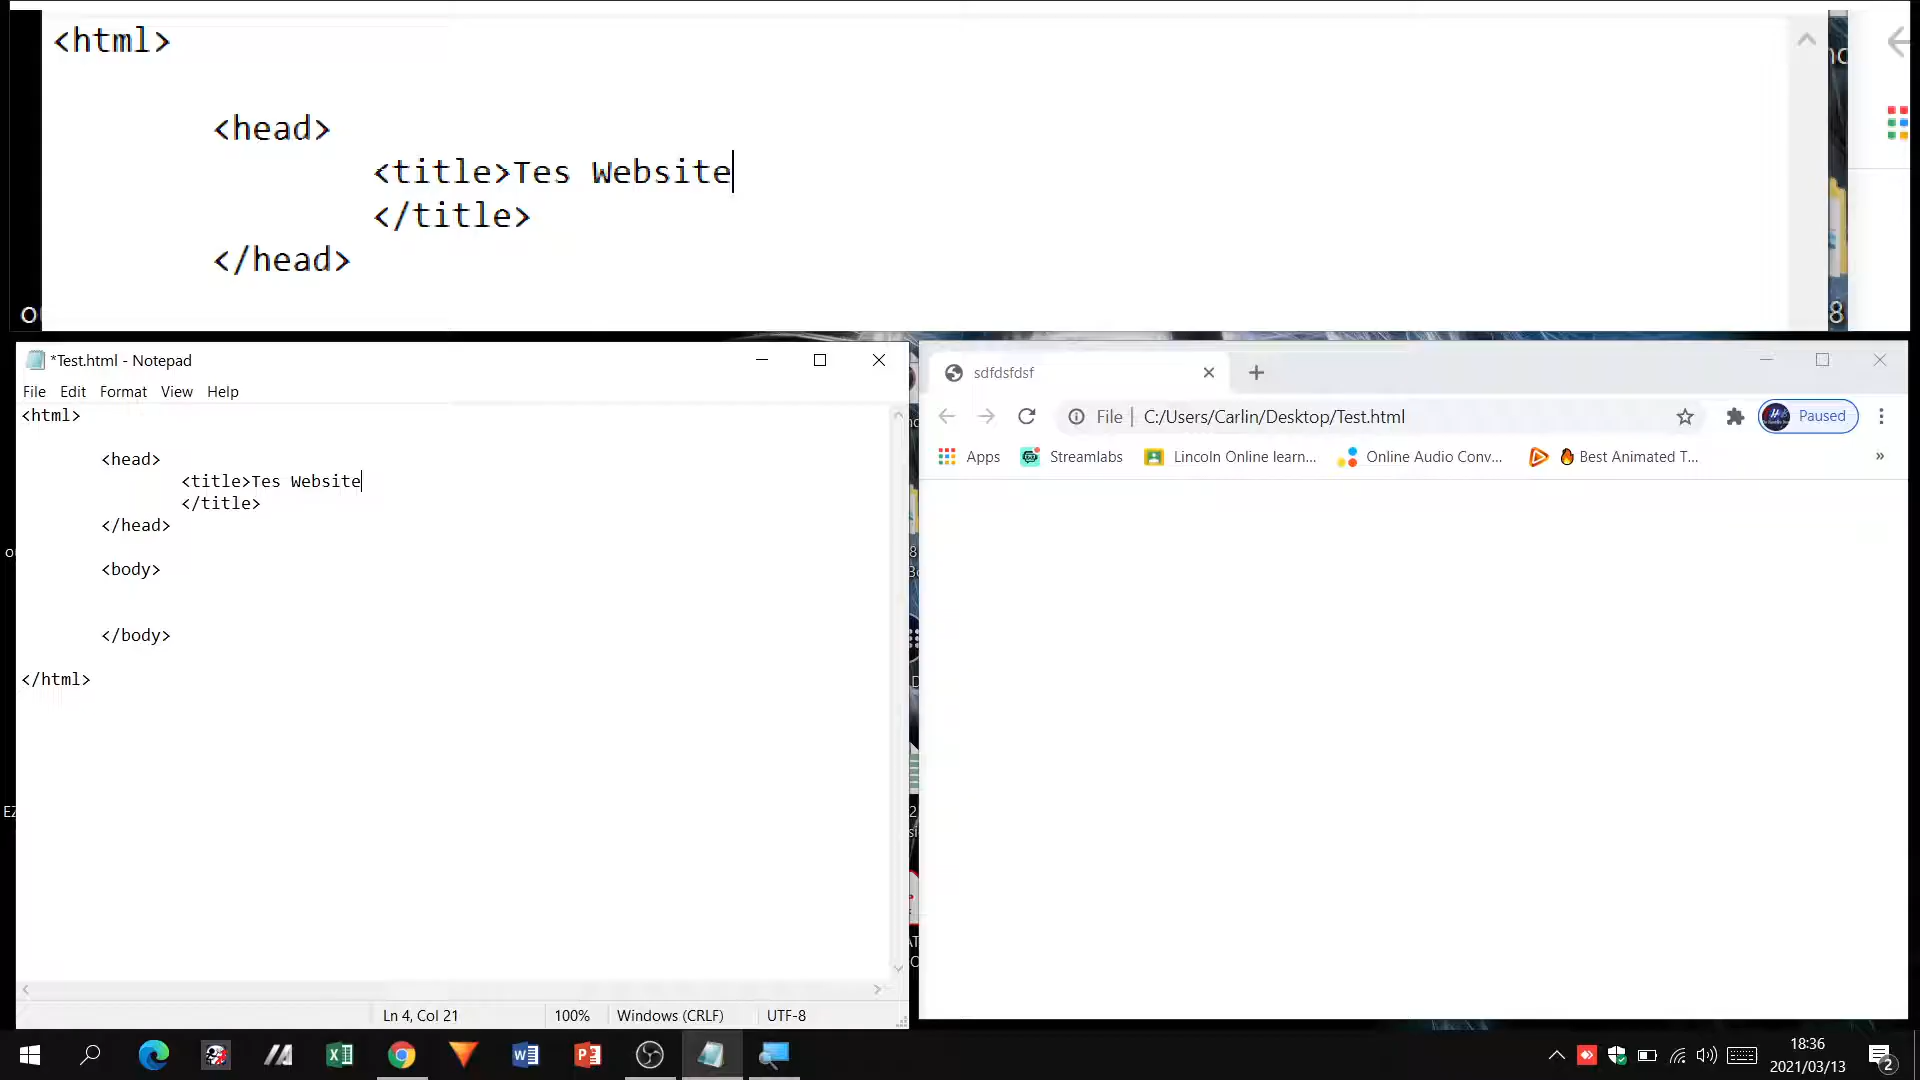 <html>
<head>
<title>Tes Website
</title>
</head>
8
*Test.html - Notepad
File Edit Format View Help
<html>
<head>
<title>Tes Website
</title>
</head>
<body>
</body>
</html>
Ln 4, Col 21 100% Windows (CRLF) UTF-8
sdfdsfdsf
File C:/Users/Carlin/Desktop/Test.html Paused
Apps Streamlabs Lincoln Online learn... Online Audio Conv... Best Animated T... »
18:36
2021/03/13
2